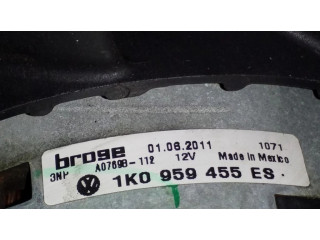 brose 01.06.2011 1071
3NP A07698-112 12V Made in Mexico
1K0 959 455 ES.